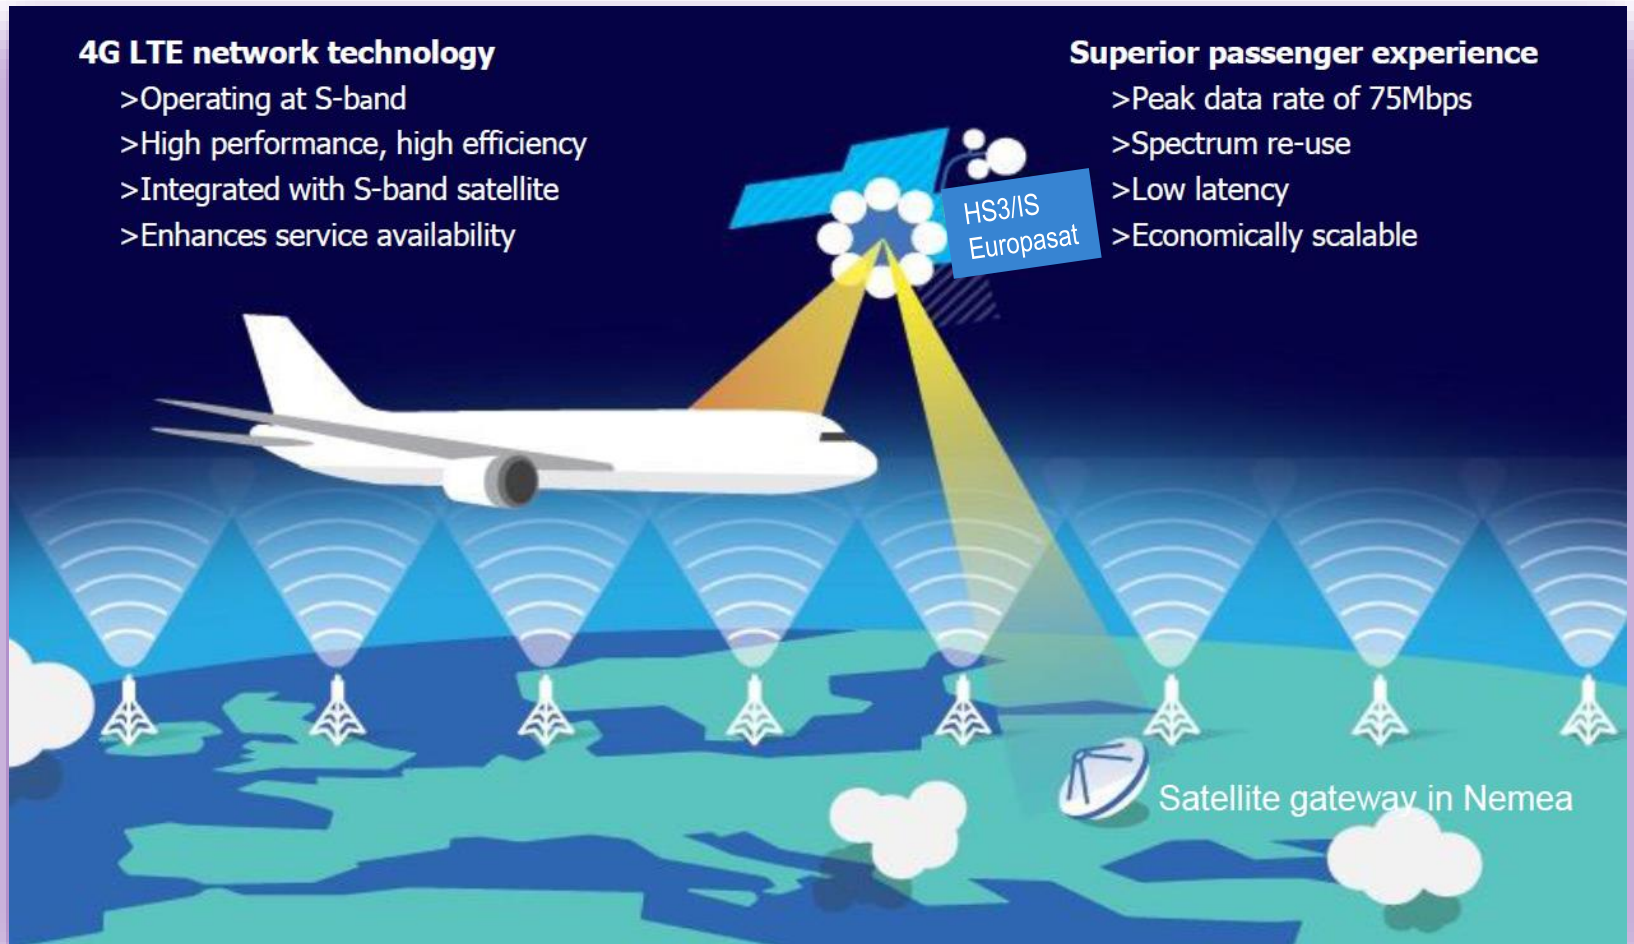 4G LTE network technology
>Operating at S-band
>High performance, high efficiency
>Integrated with S-band satellite
>Enhances service availability
Superior passenger experience
>Peak data rate of 75Mbps
>Spectrum re-use
>Low latency
>Economically scalable
HS3/IS
Europasat
Satellite gateway in Nemea